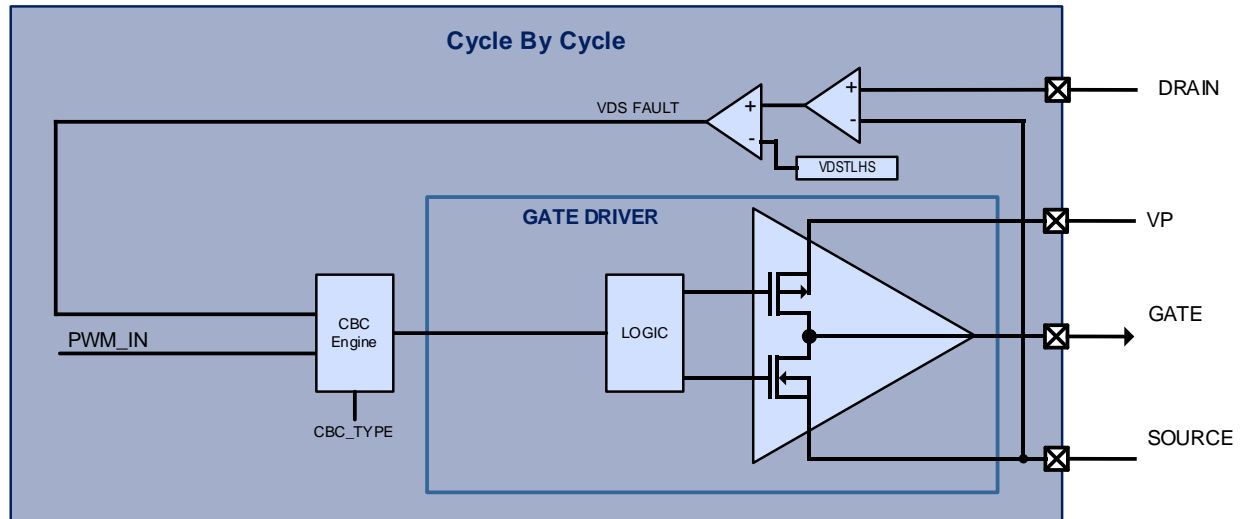 Cycle By Cycle
DRAIN
+
-
+
-
VDS FAULT
VDSTLHS
GATE DRIVER
VP
CBC
Engine
LOGIC
GATE
PWM_IN
CBC_TYPE
SOURCE